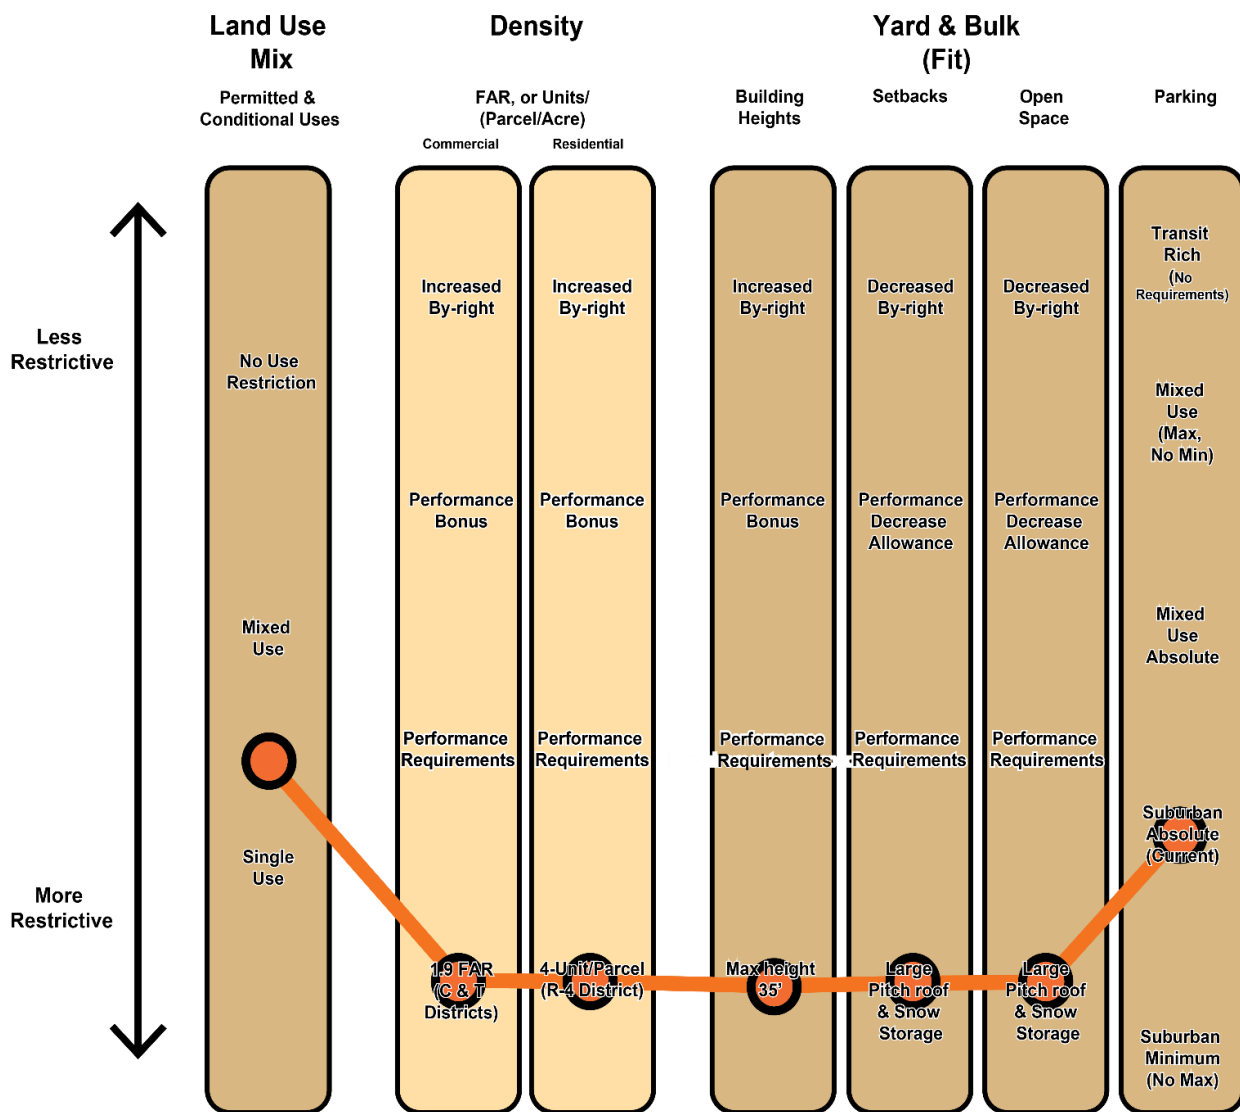 Land Use
Mix
Density
Yard & Bulk
(Fit)
Permitted &
Conditional Uses
FAR, or Units/
(Parcel/Acre)
Commercial
Residential
Building
Heights
Setbacks
Open
Space
Parking
Less
Restrictive
More
Restrictive
No Use
Restriction
Mixed
Use
Single
Use
Increased
By-right
Performance
Bonus
Performance
Requirements
1.9 FAR
(C & T
Districts)
Increased
By-right
Performance
Bonus
Performance
Requirements
4-Unit/Parcel
(R-4 District)
Increased
By-right
Performance
Bonus
Performance
Requirements
Max height
35'
Decreased
By-right
Performance
Decrease
Allowance
Performance
Requirements
Large
Pitch roof
& Snow
Storage
Decreased
By-right
Performance
Decrease
Allowance
Performance
Requirements
Large
Pitch roof
& Snow
Storage
Transit
Rich
(No
Requirements)
Mixed
Use
(Max,
No Min)
Mixed
Use
Absolute
Suburban
Absolute
(Current)
Suburban
Minimum
(No Max)